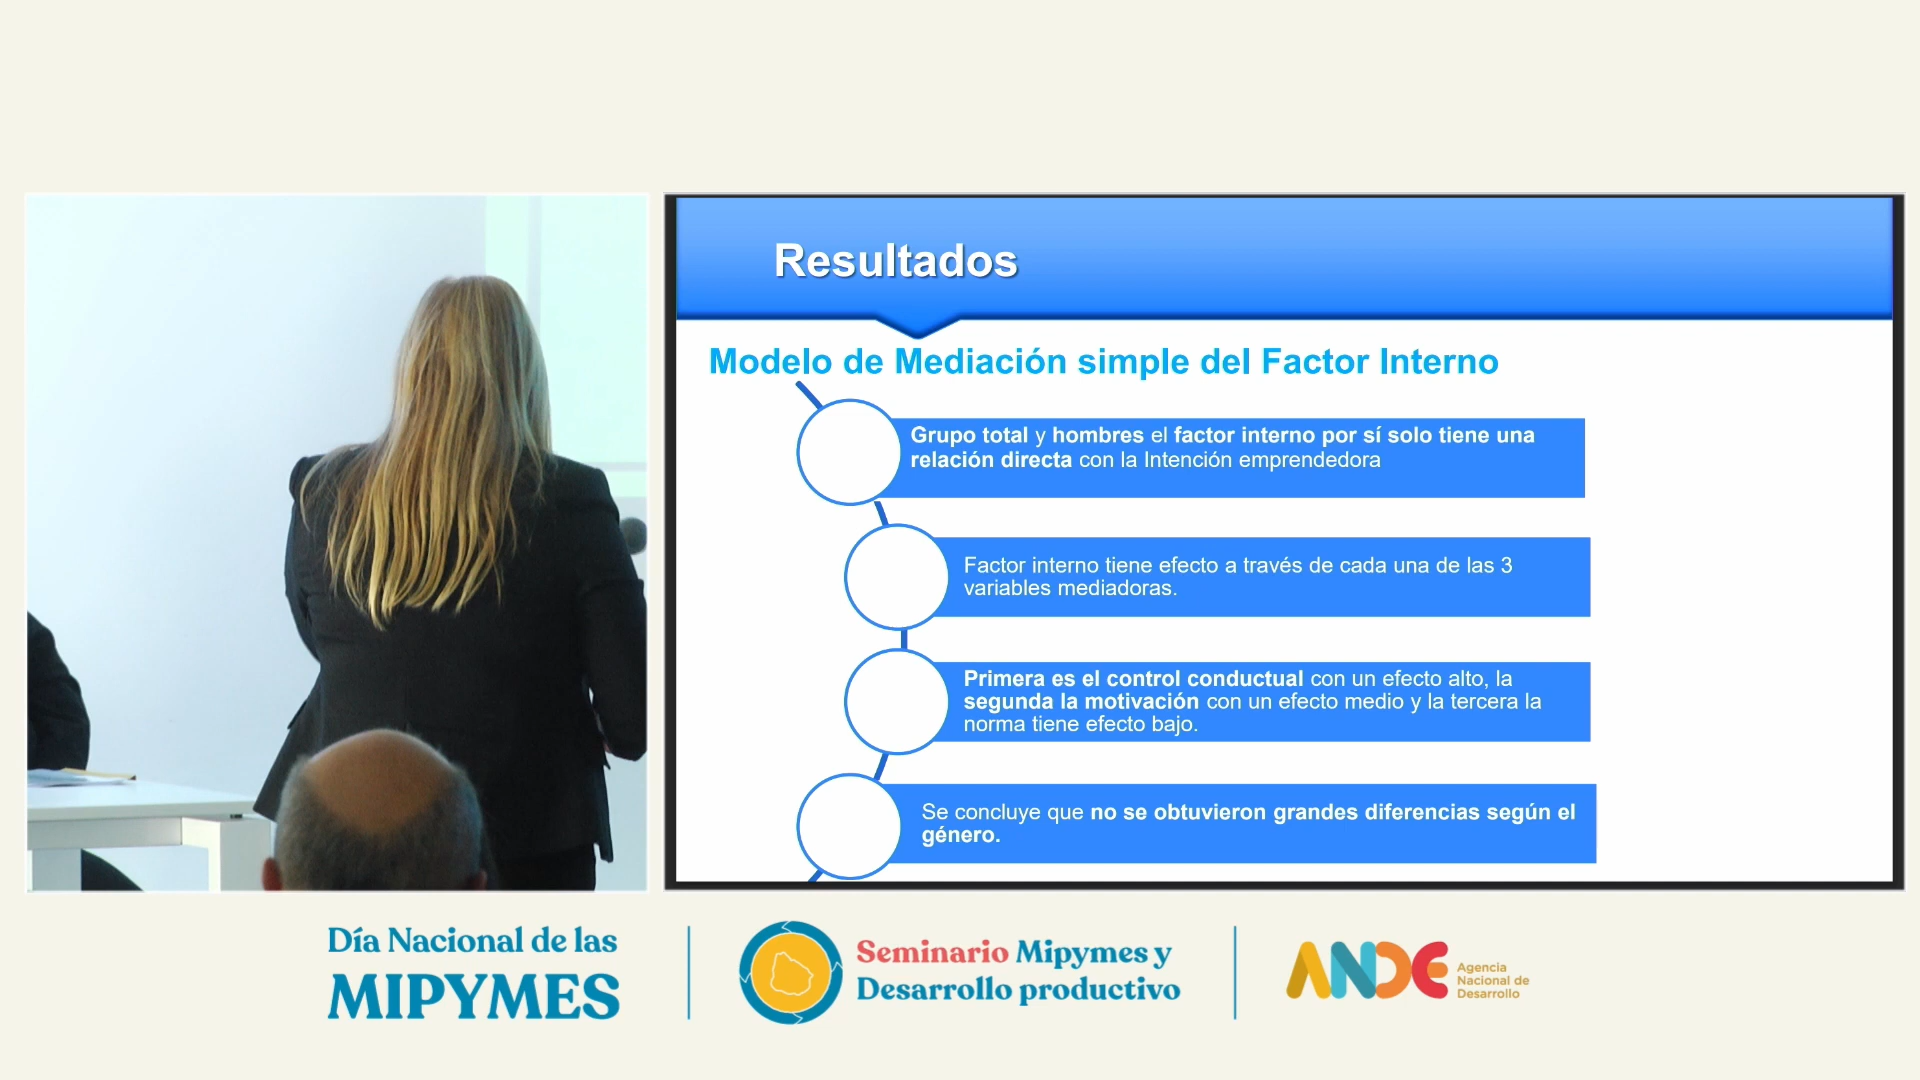 Resultados
Modelo de Mediación simple del Factor Interno
Grupo total y hombres el factor interno por sí solo tiene una
relación directa con la Intención emprendedora
Factor interno tiene efecto a través de cada una de las 3
variables mediadoras.
Primera es el control conductual con un efecto alto, la
segunda la motivación con un efecto medio y la tercera la
norma tiene efecto bajo.
Se concluye que no se obtuvieron grandes diferencias según el
género.
Día Nacional de las
MIPYMES
Seminario Mipymes y
Desarrollo productivo
ANDE
Agencia
Nacional de
Desarrollo